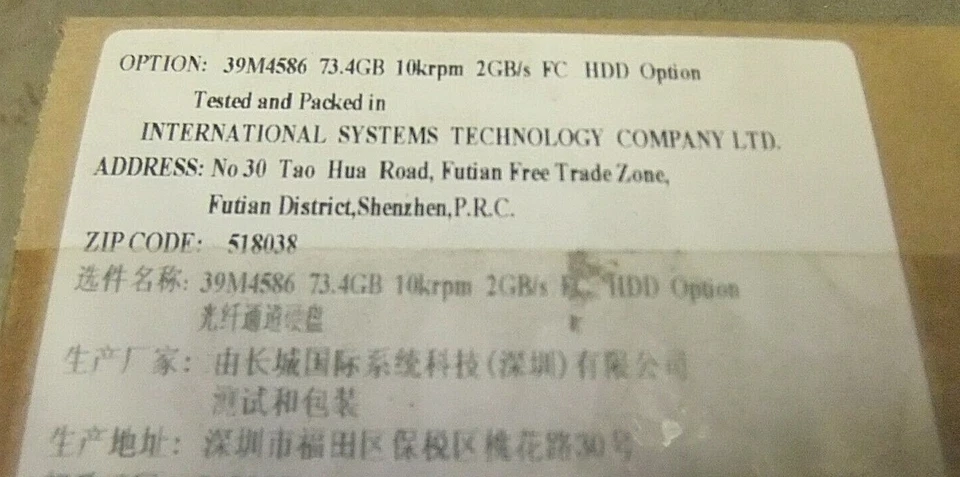 OPTION: 39M4586 73.4GB 10krpm 2GB/s FC HDD Option
Tested and Packed in
INTERNATIONAL SYSTEMS TECHNOLOGY COMPANY LTD.
ADDRESS: No 30 Tao Hua Road, Futian Free Trade Zone,
Futian District,Shenzhen,P.R.C.
ZIP CODE: 518038
选件名称: 39M4586 73.4GB 10krpm 2GB/s FC HDD Option
光纤通道硬盘
生产厂家: 由长城国际系统科技(深圳)有限公司
测试和包装
生产地址: 深圳市福田区保税区桃花路30号